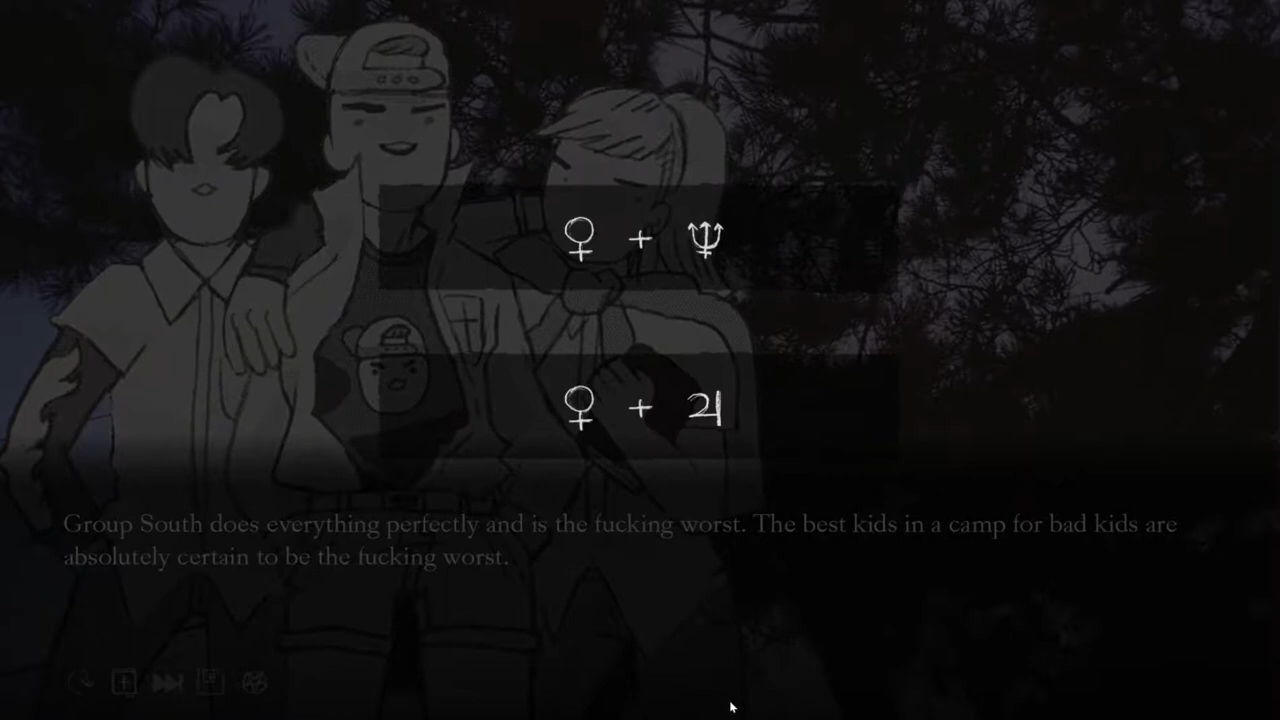 ♀ + ♆
♀ + ♃
Group South does everything perfectly and is the fucking worst. The best kids in a camp for bad kids are
absolutely certain to be the fucking worst.